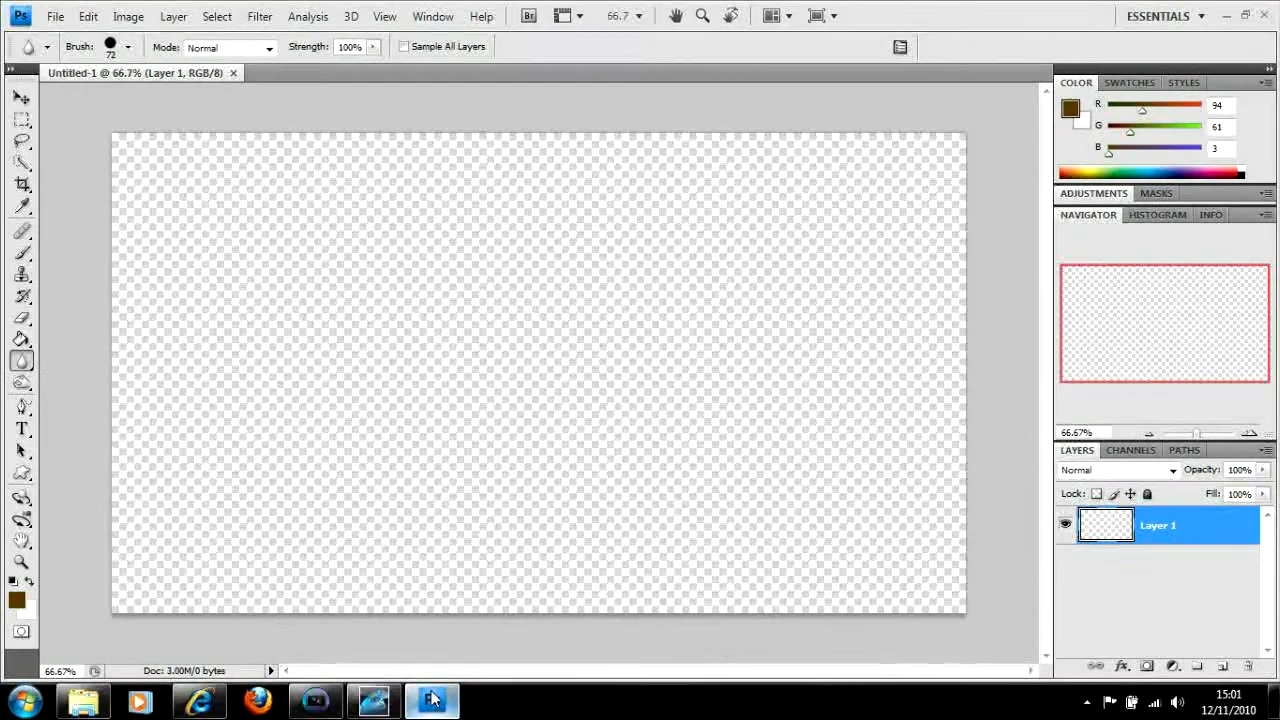 Ps File Edit Image Layer Select Filter Analysis 3D View Window Help Br 66.7 ESSENTIALS
Brush: 72 Mode: Normal Strength: 100% Sample All Layers
Untitled-1 @ 66.7% (Layer 1, RGB/8)
COLOR SWATCHES STYLES
R 94
G 61
B 3
ADJUSTMENTS MASKS
NAVIGATOR HISTOGRAM INFO
66.67%
LAYERS CHANNELS PATHS
Normal Opacity: 100%
Lock: Fill: 100%
Layer 1
T
fx
66.67% Doc: 3.00M/0 bytes
15:01
12/11/2010